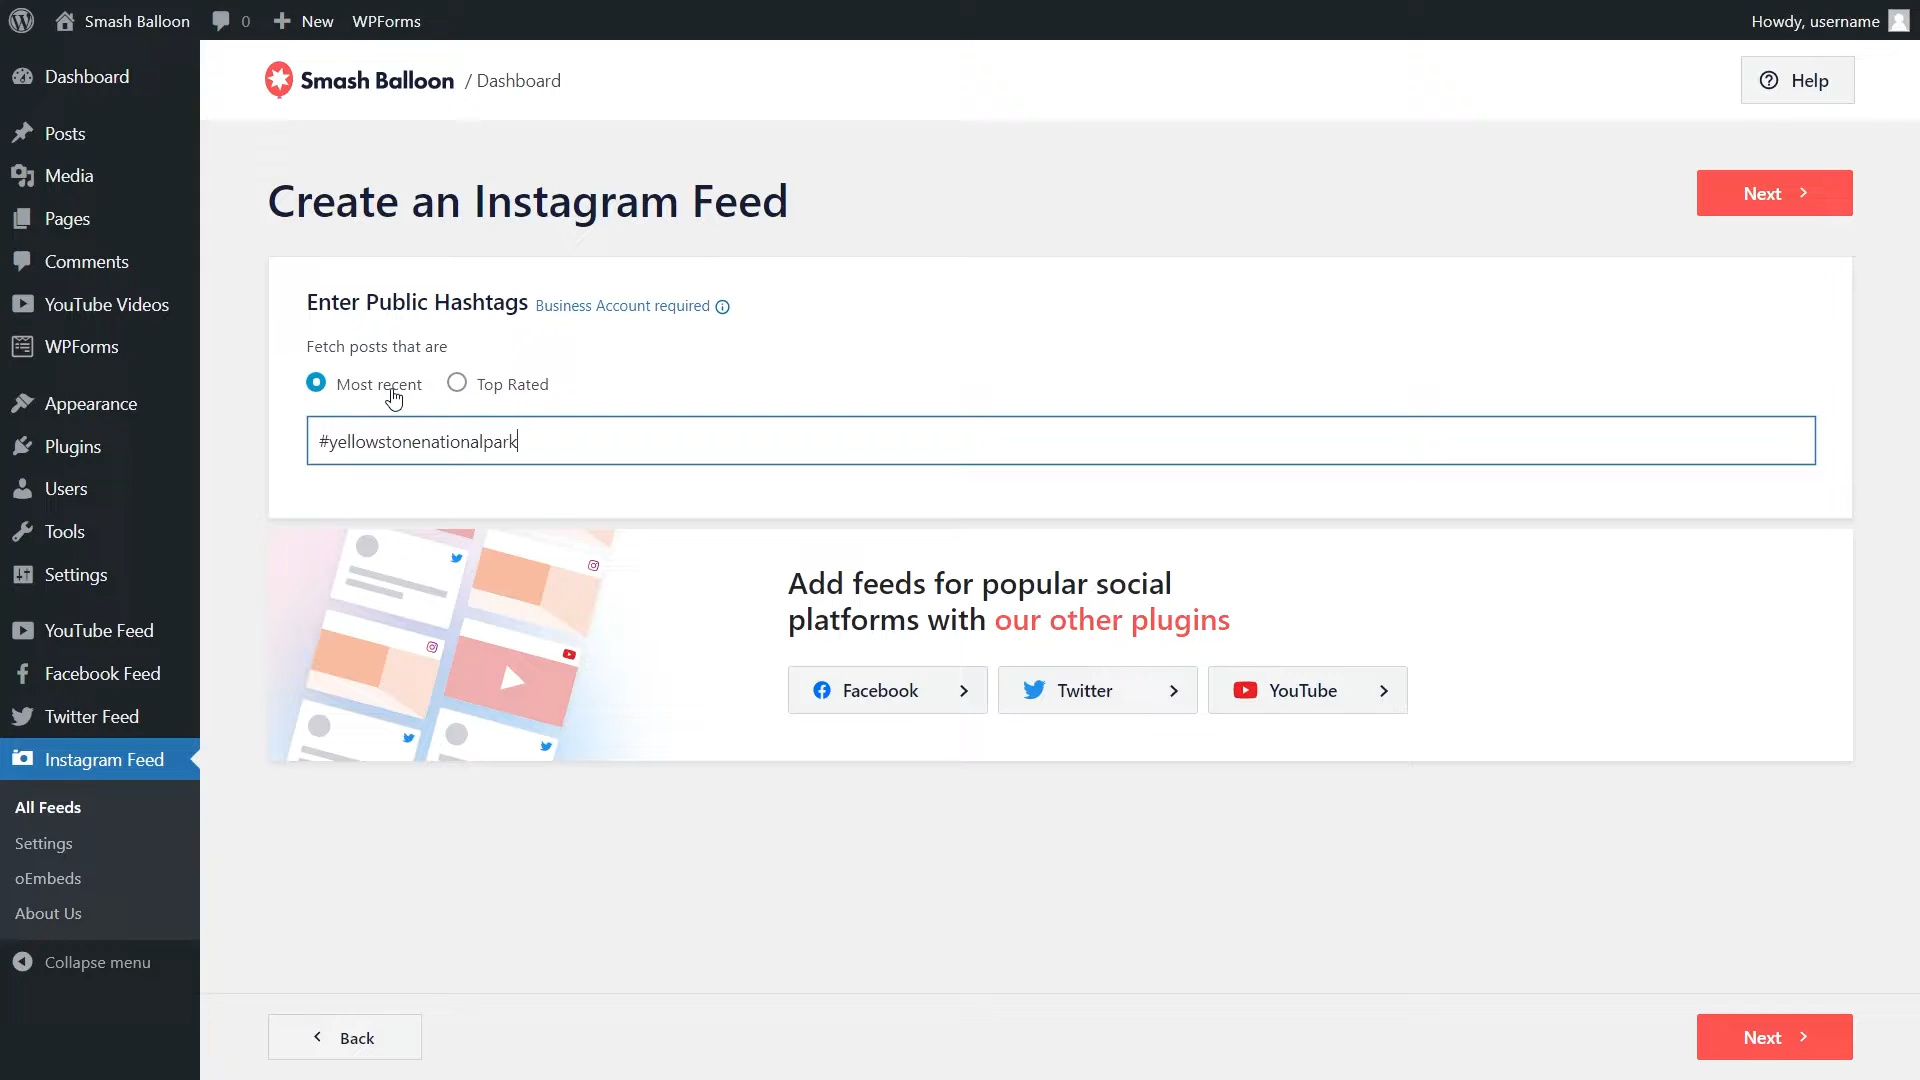 Smash Balloon 0 New WPForms Howdy, username
Dashboard
Posts
Media
Pages
Comments
YouTube Videos
WPForms
Appearance
Plugins
Users
Tools
Settings
YouTube Feed
Facebook Feed
Twitter Feed
Instagram Feed
All Feeds
Settings
oEmbeds
About Us
Collapse menu
Smash Balloon / Dashboard
Help
Create an Instagram Feed
Next
Enter Public Hashtags Business Account required
Fetch posts that are
Most recent Top Rated
#yellowstonenationalpark
Add feeds for popular social
platforms with our other plugins
Facebook Twitter YouTube
Back
Next